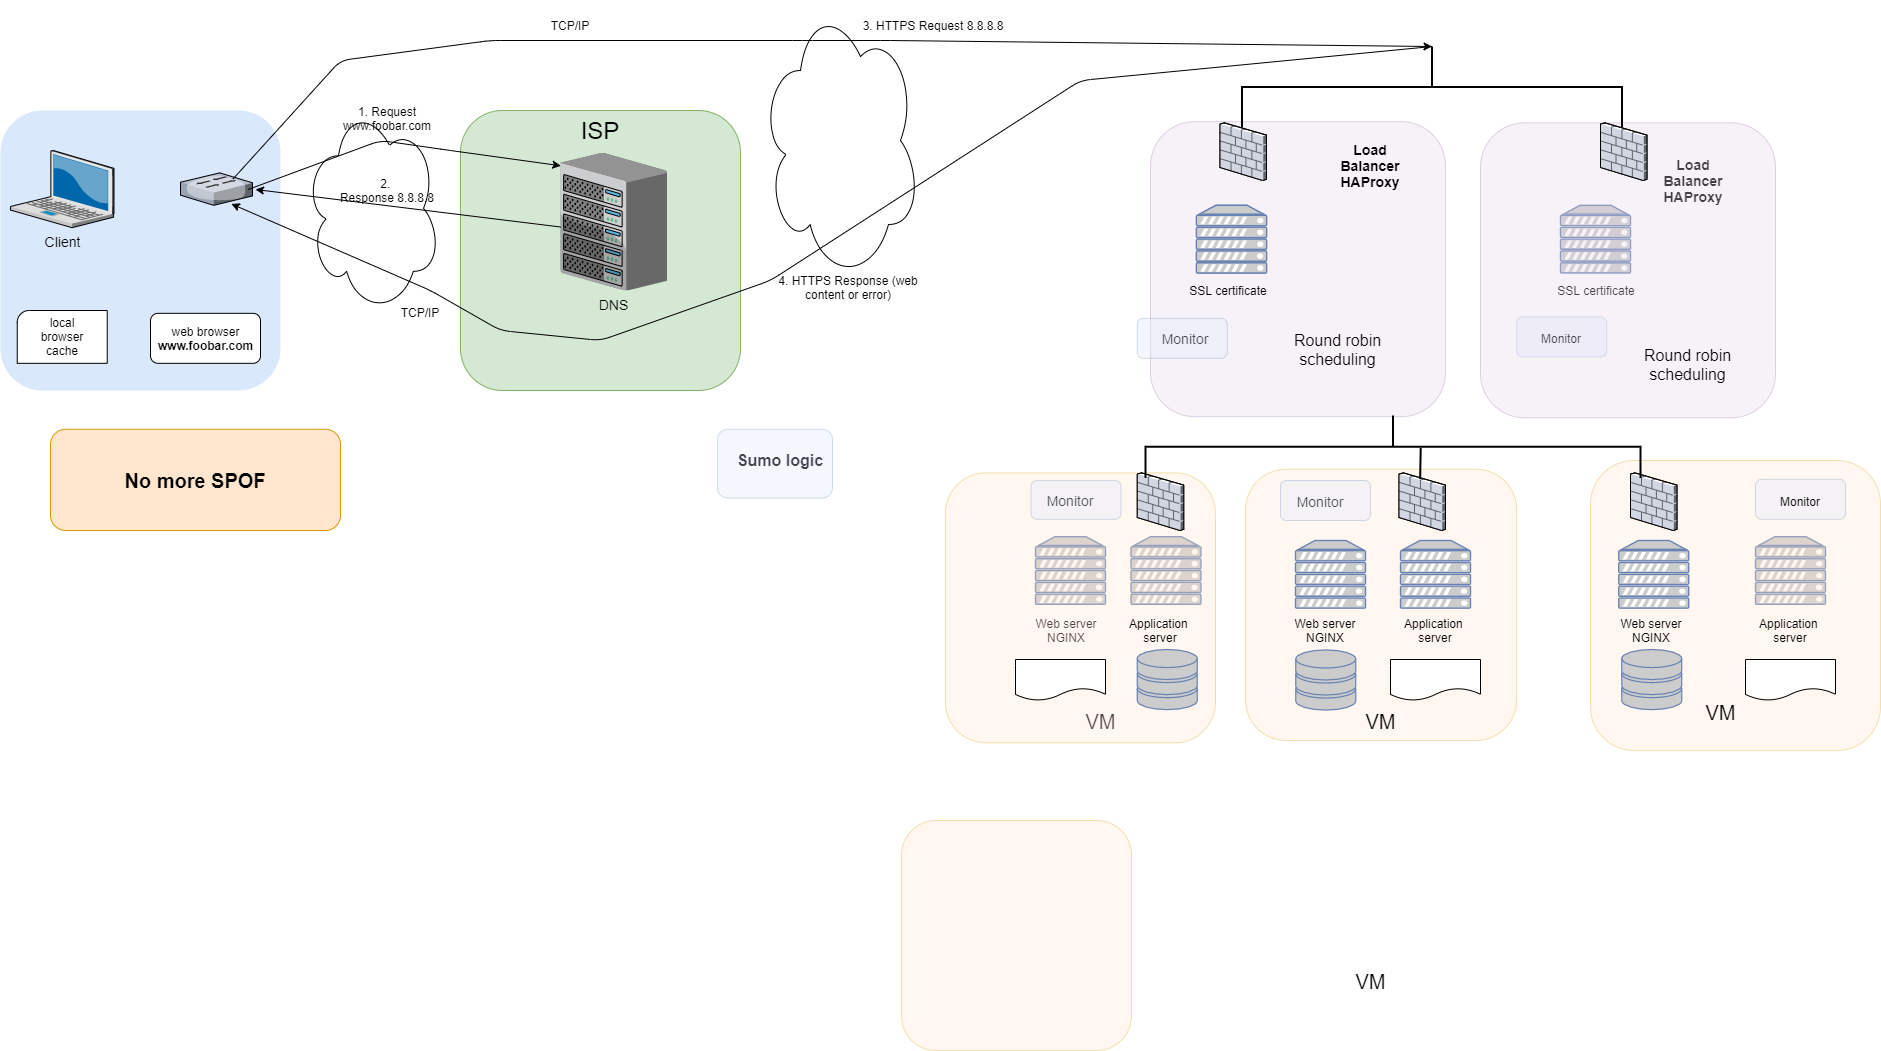 TCP/IP
3. HTTPS Request 8.8.8.8
1. Request
www.foobar.com
ISP
2.
Response 8.8.8.8
Client
DNS
TCP/IP
4. HTTPS Response (web
content or error)
local
browser
cache
web browser
www.foobar.com
Load
Balancer
HAProxy
SSL certificate
Monitor
Round robin
scheduling
Load
Balancer
HAProxy
SSL certificate
Monitor
Round robin
scheduling
No more SPOF
Sumo logic
Monitor
Web server
NGINX
Application
server
VM
Monitor
Web server
NGINX
Application
server
VM
Monitor
Web server
NGINX
Application
server
VM
VM